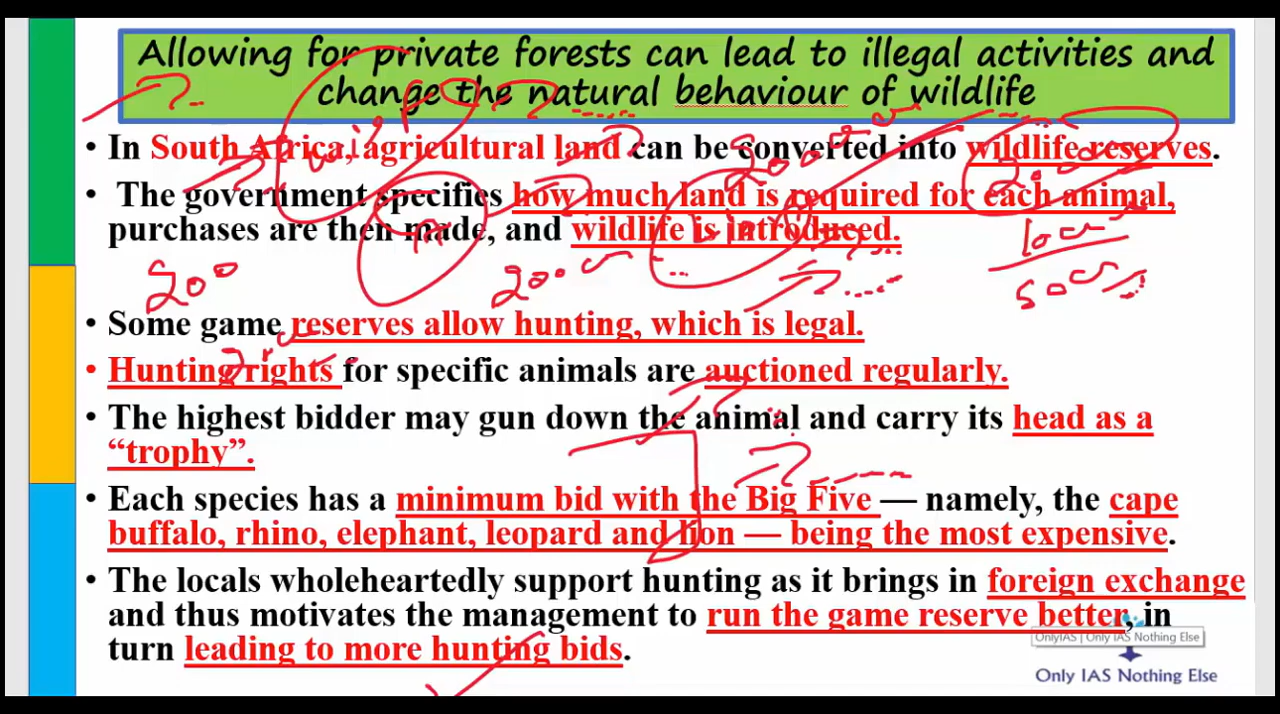 Allowing for private forests can lead to illegal activities and
change the natural behaviour of wildlife
• In South Africa, agricultural land can be converted into wildlife reserves.
• The government specifies how much land is required for each animal,
purchases are then made, and wildlife is introduced.
200
200
• Some game reserves allow hunting, which is legal.
• Hunting rights for specific animals are auctioned regularly.
• The highest bidder may gun down the animal and carry its head as a
“trophy”.
• Each species has a minimum bid with the Big Five — namely, the cape
buffalo, rhino, elephant, leopard and lion — being the most expensive.
• The locals wholeheartedly support hunting as it brings in foreign exchange
and thus motivates the management to run the game reserve better, in
turn leading to more hunting bids.
OnlyIAS | Only IAS Nothing Else
Only IAS Nothing Else